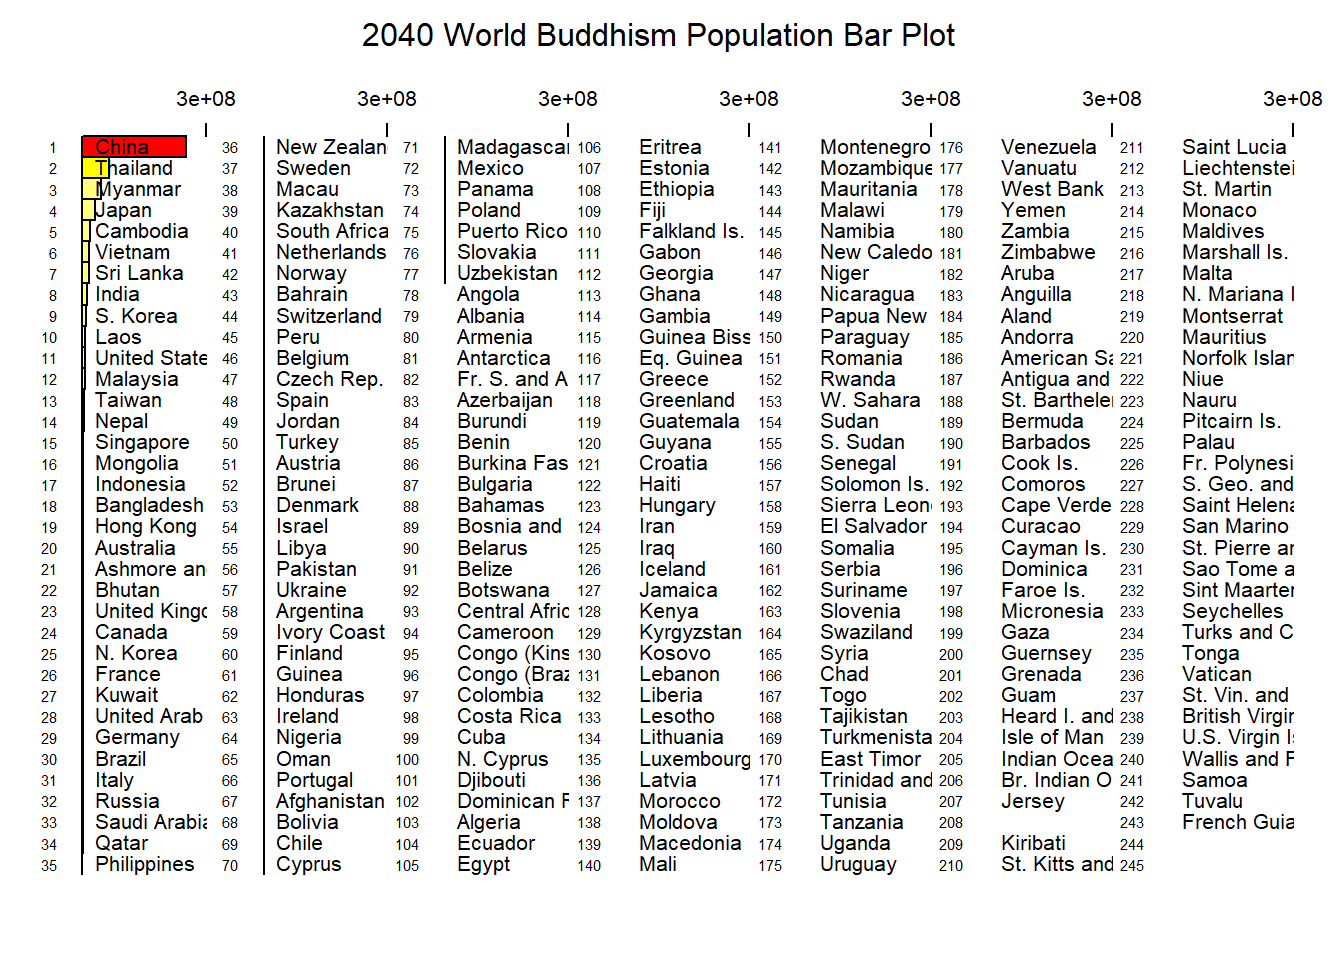 2040 World Buddhism Population Bar Plot
3e+08 3e+08 3e+08 3e+08 3e+08 3e+08 3e+08
1 China
2 Thailand
3 Myanmar
4 Japan
5 Cambodia
6 Vietnam
7 Sri Lanka
8 India
9 S. Korea
10 Laos
11 United State
12 Malaysia
13 Taiwan
14 Nepal
15 Singapore
16 Mongolia
17 Indonesia
18 Bangladesh
19 Hong Kong
20 Australia
21 Ashmore an
22 Bhutan
23 United Kingd
24 Canada
25 N. Korea
26 France
27 Kuwait
28 United Arab
29 Germany
30 Brazil
31 Italy
32 Russia
33 Saudi Arabia
34 Qatar
35 Philippines
36 New Zealan
37 Sweden
38 Macau
39 Kazakhstan
40 South Africa
41 Netherlands
42 Norway
43 Bahrain
44 Switzerland
45 Peru
46 Belgium
47 Czech Rep.
48 Spain
49 Jordan
50 Turkey
51 Austria
52 Brunei
53 Denmark
54 Israel
55 Libya
56 Pakistan
57 Ukraine
58 Argentina
59 Ivory Coast
60 Finland
61 Guinea
62 Honduras
63 Ireland
64 Nigeria
65 Oman
66 Portugal
67 Afghanistan
68 Bolivia
69 Chile
70 Cyprus
71 Madagascar
72 Mexico
73 Panama
74 Poland
75 Puerto Rico
76 Slovakia
77 Uzbekistan
78 Angola
79 Albania
80 Armenia
81 Antarctica
82 Fr. S. and A
83 Azerbaijan
84 Burundi
85 Benin
86 Burkina Fas
87 Bulgaria
88 Bahamas
89 Bosnia and
90 Belarus
91 Belize
92 Botswana
93 Central Afric
94 Cameroon
95 Congo (Kins
96 Congo (Braz
97 Colombia
98 Costa Rica
99 Cuba
100 N. Cyprus
101 Djibouti
102 Dominican R
103 Algeria
104 Ecuador
105 Egypt
106 Eritrea
107 Estonia
108 Ethiopia
109 Fiji
110 Falkland Is.
111 Gabon
112 Georgia
113 Ghana
114 Gambia
115 Guinea Biss
116 Eq. Guinea
117 Greece
118 Greenland
119 Guatemala
120 Guyana
121 Croatia
122 Haiti
123 Hungary
124 Iran
125 Iraq
126 Iceland
127 Jamaica
128 Kenya
129 Kyrgyzstan
130 Kosovo
131 Lebanon
132 Liberia
133 Lesotho
134 Lithuania
135 Luxembourg
136 Latvia
137 Morocco
138 Moldova
139 Macedonia
140 Mali
141 Montenegro
142 Mozambique
143 Mauritania
144 Malawi
145 Namibia
146 New Caledo
147 Niger
148 Nicaragua
149 Papua New
150 Paraguay
151 Romania
152 Rwanda
153 W. Sahara
154 Sudan
155 S. Sudan
156 Senegal
157 Solomon Is.
158 Sierra Leon
159 El Salvador
160 Somalia
161 Serbia
162 Suriname
163 Slovenia
164 Swaziland
165 Syria
166 Chad
167 Togo
168 Tajikistan
169 Turkmenista
170 East Timor
171 Trinidad and
172 Tunisia
173 Tanzania
174 Uganda
175 Uruguay
176 Venezuela
177 Vanuatu
178 West Bank
179 Yemen
180 Zambia
181 Zimbabwe
182 Aruba
183 Anguilla
184 Aland
185 Andorra
186 American Sa
187 Antigua and
188 St. Barthelem
189 Bermuda
190 Barbados
191 Cook Is.
192 Comoros
193 Cape Verde
194 Curacao
195 Cayman Is.
196 Dominica
197 Faroe Is.
198 Micronesia
199 Gaza
200 Guernsey
201 Grenada
202 Guam
203 Heard I. and
204 Isle of Man
205 Indian Ocea
206 Br. Indian O
207 Jersey
208
209 Kiribati
210 St. Kitts and
211 Saint Lucia
212 Liechtenstei
213 St. Martin
214 Monaco
215 Maldives
216 Marshall Is.
217 Malta
218 N. Mariana I
219 Montserrat
220 Mauritius
221 Norfolk Islan
222 Niue
223 Nauru
224 Pitcairn Is.
225 Palau
226 Fr. Polynesi
227 S. Geo. and
228 Saint Helena
229 San Marino
230 St. Pierre an
231 Sao Tome a
232 Sint Maarten
233 Seychelles
234 Turks and C
235 Tonga
236 Vatican
237 St. Vin. and
238 British Virgin
239 U.S. Virgin Is
240 Wallis and F
241 Samoa
242 Tuvalu
243 French Guia
244
245